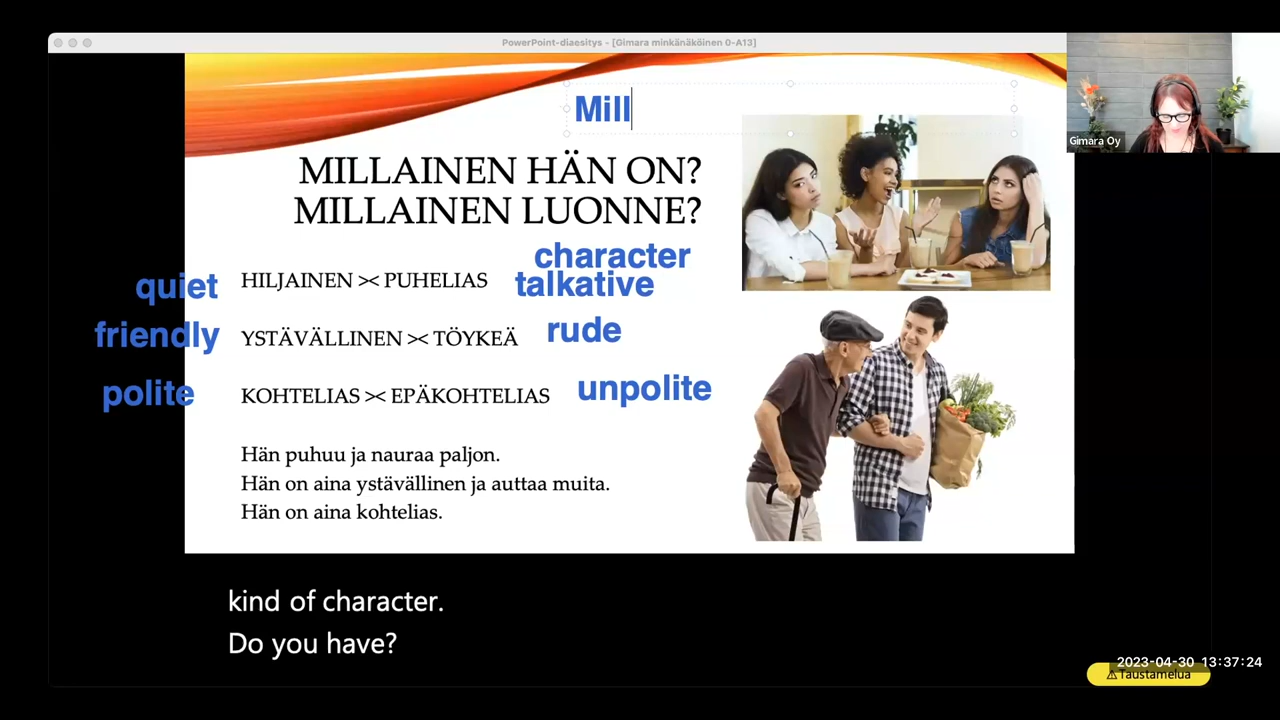 PowerPoint-diaesitys - [Gimara minkänäköinen 0-A13]
Mill
Gimara Oy
MILLAINEN HÄN ON?
MILLAINEN LUONNE?
character
quiet HILJAINEN >< PUHELIAS talkative
friendly YSTÄVÄLLINEN >< TÖYKEÄ rude
polite KOHTELIAS >< EPÄKOHTELIAS unpolite
Hän puhuu ja nauraa paljon.
Hän on aina ystävällinen ja auttaa muita.
Hän on aina kohtelias.
kind of character.
Do you have?
2023-04-30 13:37:24
⚠Taustamelua